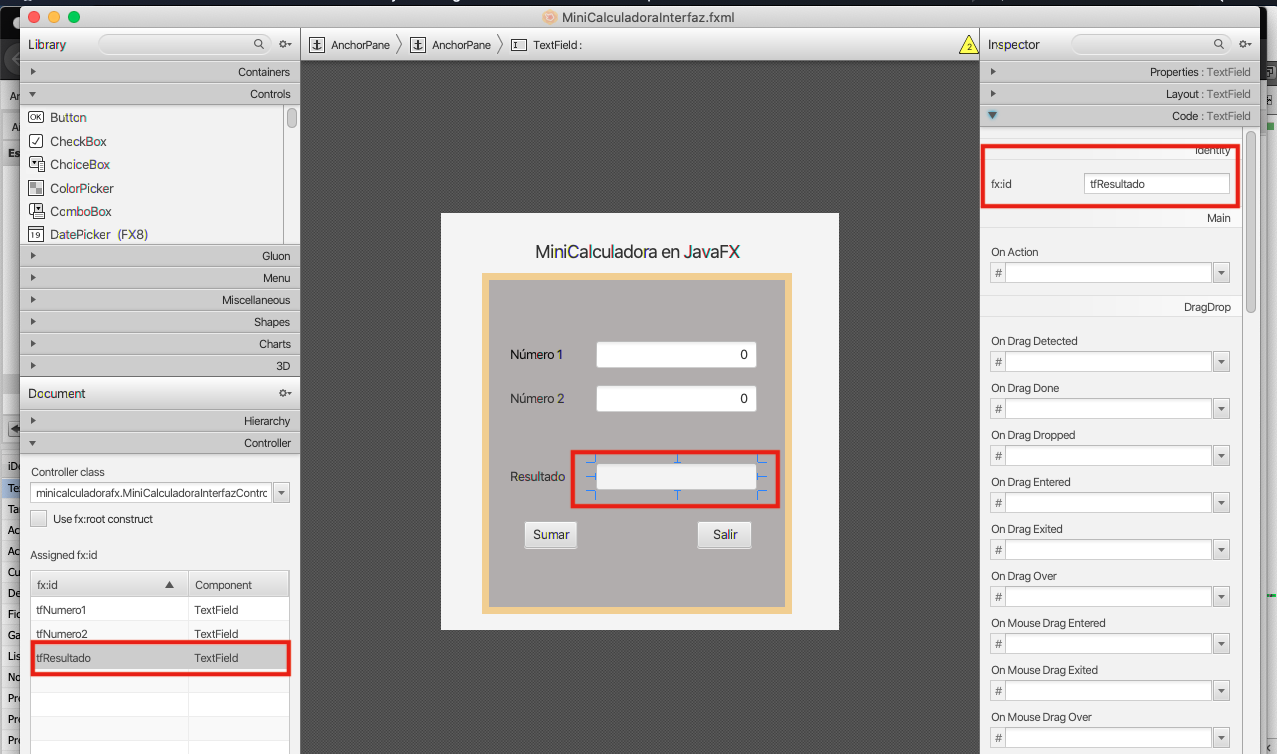 MiniCalculadoraInterfaz.fxml
Library
AnchorPane
AnchorPane
TextField :
2
Inspector
Containers
Controls
OK Button
CheckBox
ChoiceBox
ColorPicker
ComboBox
19 DatePicker (FX8)
Gluon
Menu
Miscellaneous
Shapes
Charts
3D
Document
Hierarchy
Controller
Controller class
minicalculadorafx.MiniCalculadoraInterfazContro
Use fx:root construct
Assigned fx:id
fx:id Component
tfNumero1 TextField
tfNumero2 TextField
tfResultado TextField
MiniCalculadora en JavaFX
Número 1 0
Número 2 0
Resultado
Sumar Salir
Properties : TextField
Layout : TextField
Code : TextField
Identity
fx:id tfResultado
Main
On Action
#
DragDrop
On Drag Detected
#
On Drag Done
#
On Drag Dropped
#
On Drag Entered
#
On Drag Exited
#
On Drag Over
#
On Mouse Drag Entered
#
On Mouse Drag Exited
#
On Mouse Drag Over
#